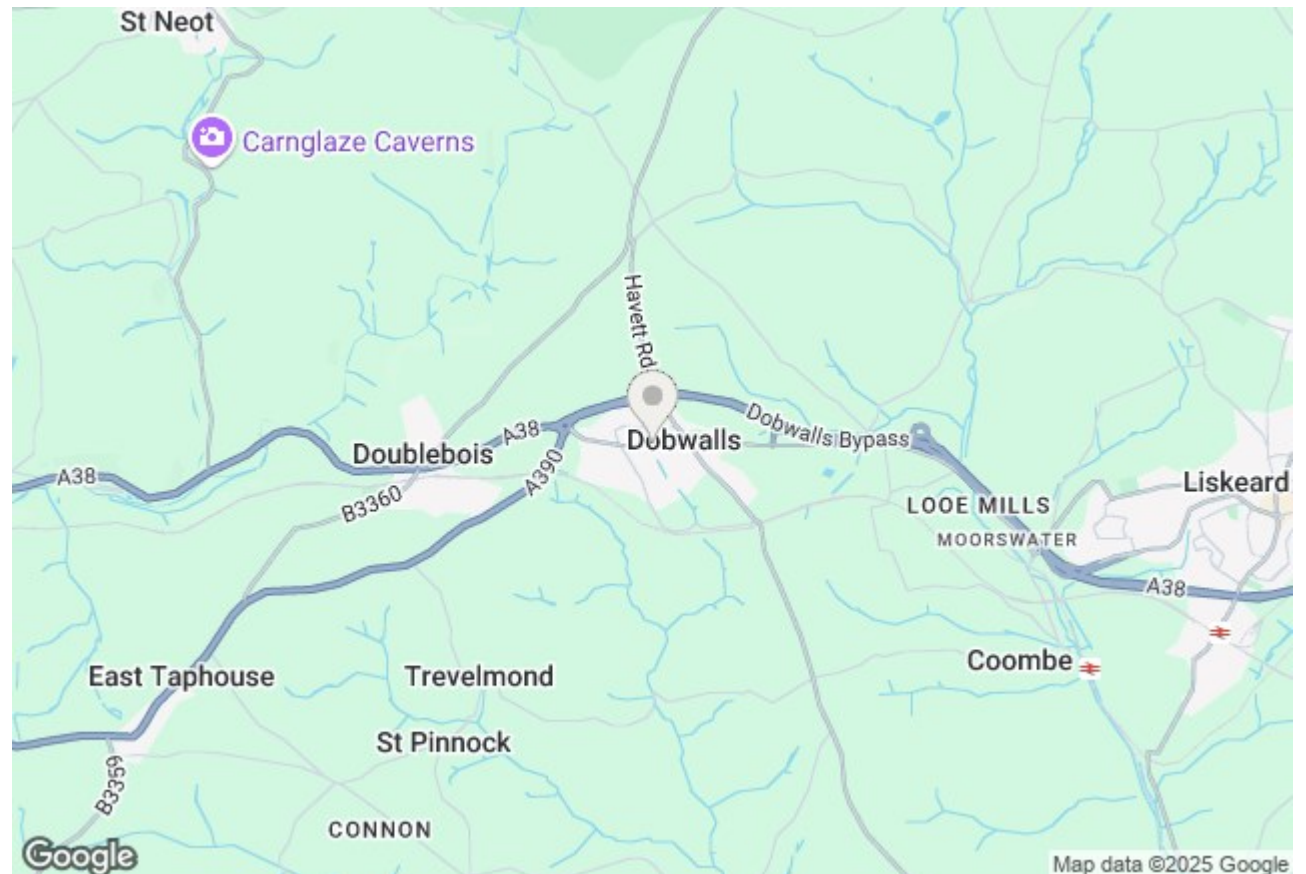 St Neot
Carnglaze Caverns
Havett Rd
Dobwalls Bypass
Dobwalls
A38
Doublebois
A38
A390
B3360
Liskeard
LOOE MILLS
MOORSWATER
A38
Coombe
East Taphouse
Trevelmond
St Pinnock
B3359
CONNON
Google
Map data ©2025 Google